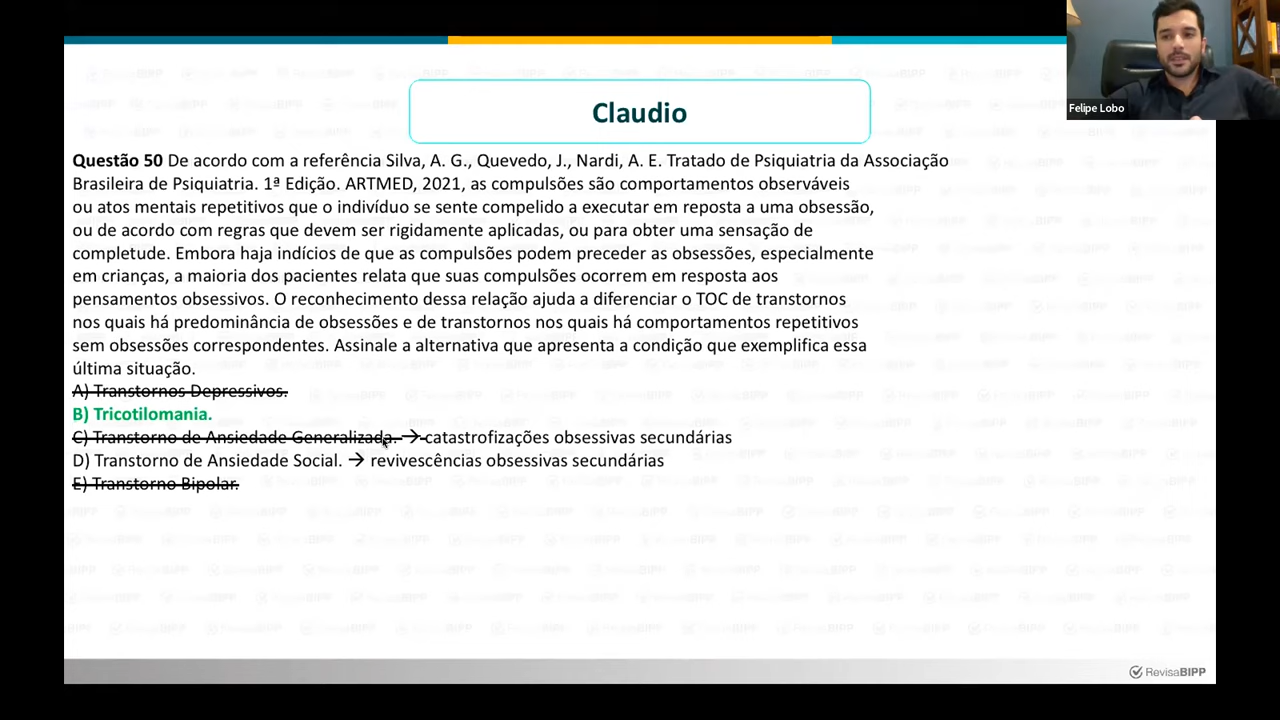 Claudio
Felipe Lobo
Questão 50 De acordo com a referência Silva, A. G., Quevedo, J., Nardi, A. E. Tratado de Psiquiatria da Associação
Brasileira de Psiquiatria. 1ª Edição. ARTMED, 2021, as compulsões são comportamentos observáveis
ou atos mentais repetitivos que o indivíduo se sente compelido a executar em reposta a uma obsessão,
ou de acordo com regras que devem ser rigidamente aplicadas, ou para obter uma sensação de
completude. Embora haja indícios de que as compulsões podem preceder as obsessões, especialmente
em crianças, a maioria dos pacientes relata que suas compulsões ocorrem em resposta aos
pensamentos obsessivos. O reconhecimento dessa relação ajuda a diferenciar o TOC de transtornos
nos quais há predominância de obsessões e de transtornos nos quais há comportamentos repetitivos
sem obsessões correspondentes. Assinale a alternativa que apresenta a condição que exemplifica essa
última situação.
A) Transtornos Depressivos.
B) Tricotilomania.
C) Transtorno de Ansiedade Generalizada. → catastrofizações obsessivas secundárias
D) Transtorno de Ansiedade Social. → revivescências obsessivas secundárias
E) Transtorno Bipolar.
RevisaBIPP